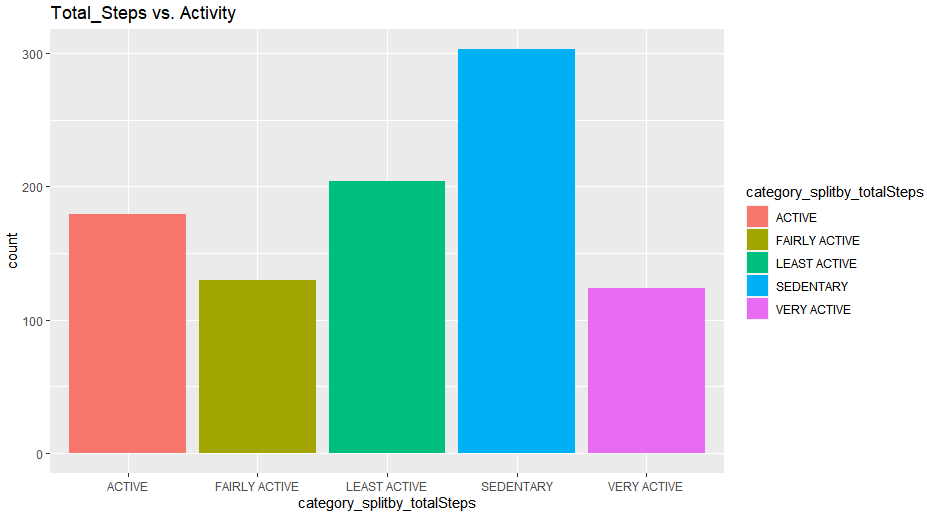 Total_Steps vs. Activity
count
300
200
100
0
ACTIVE
FAIRLY ACTIVE
LEAST ACTIVE
SEDENTARY
VERY ACTIVE
category_splitby_totalSteps
category_splitby_totalSteps
ACTIVE
FAIRLY ACTIVE
LEAST ACTIVE
SEDENTARY
VERY ACTIVE